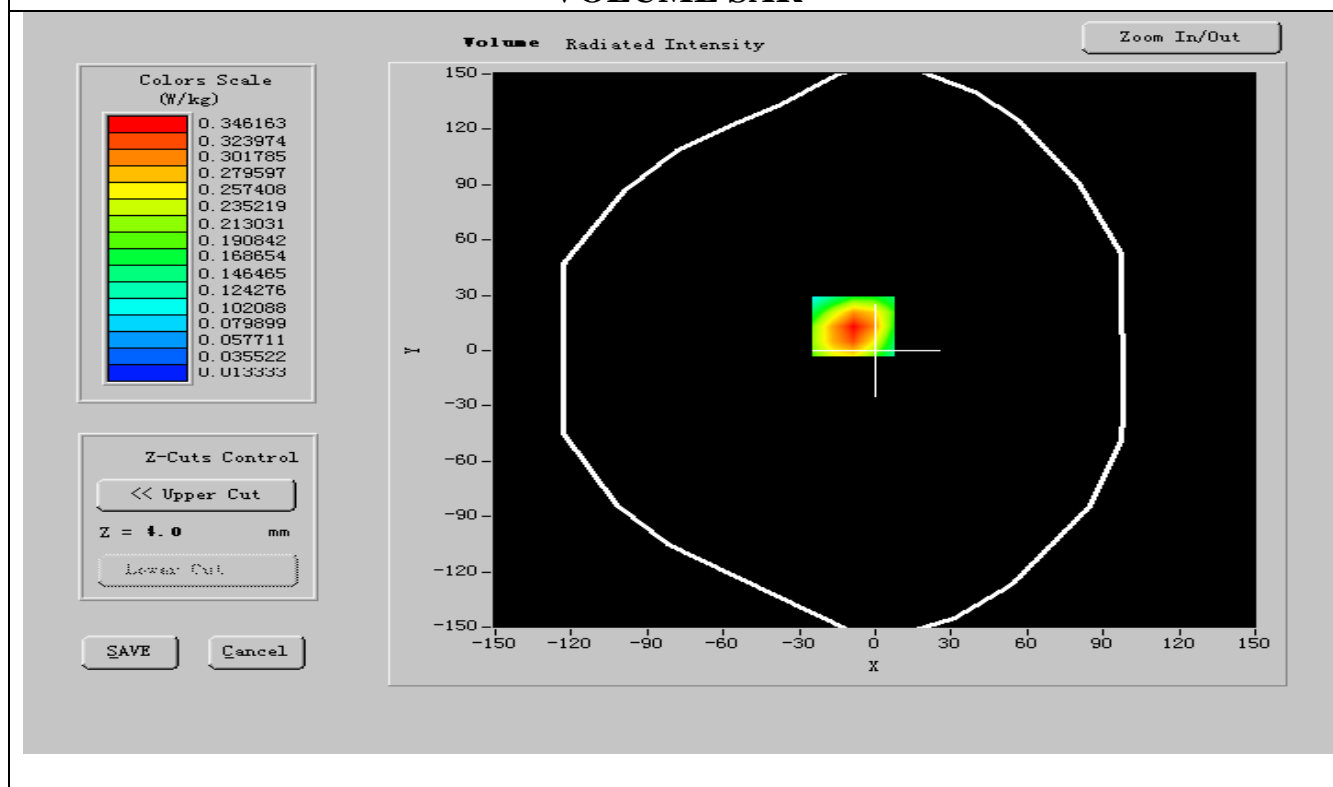 VOLUME SAR
Volume Radiated Intensity
Zoom In/Out
Colors Scale
(W/kg)
0.346163
0.323974
0.301785
0.279597
0.257408
0.235219
0.213031
0.190842
0.168654
0.146465
0.124276
0.102088
0.079899
0.057711
0.035522
0.013333
Z-Cuts Control
<< Upper Cut
Z = 4.0 mm
Lower Cut
SAVE
Cancel
150
120
90
60
30
0
-30
-60
-90
-120
-150
Y
-150 -120 -90 -60 -30 0 30 60 90 120 150
X